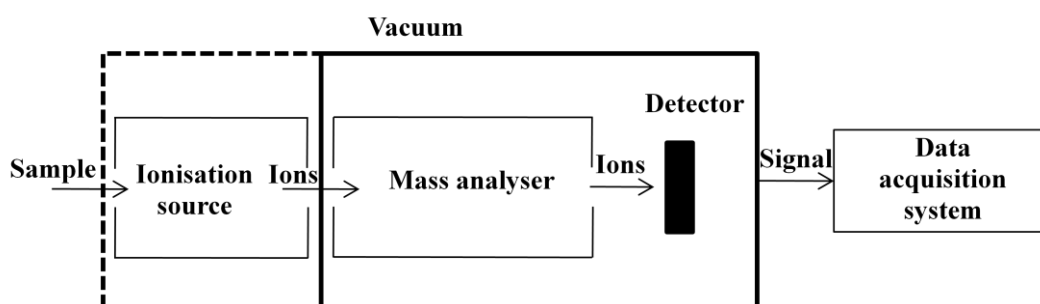 Vacuum
Detector
Sample
Ionisation
source
Ions
Mass analyser
Ions
Signal
Data
acquisition
system